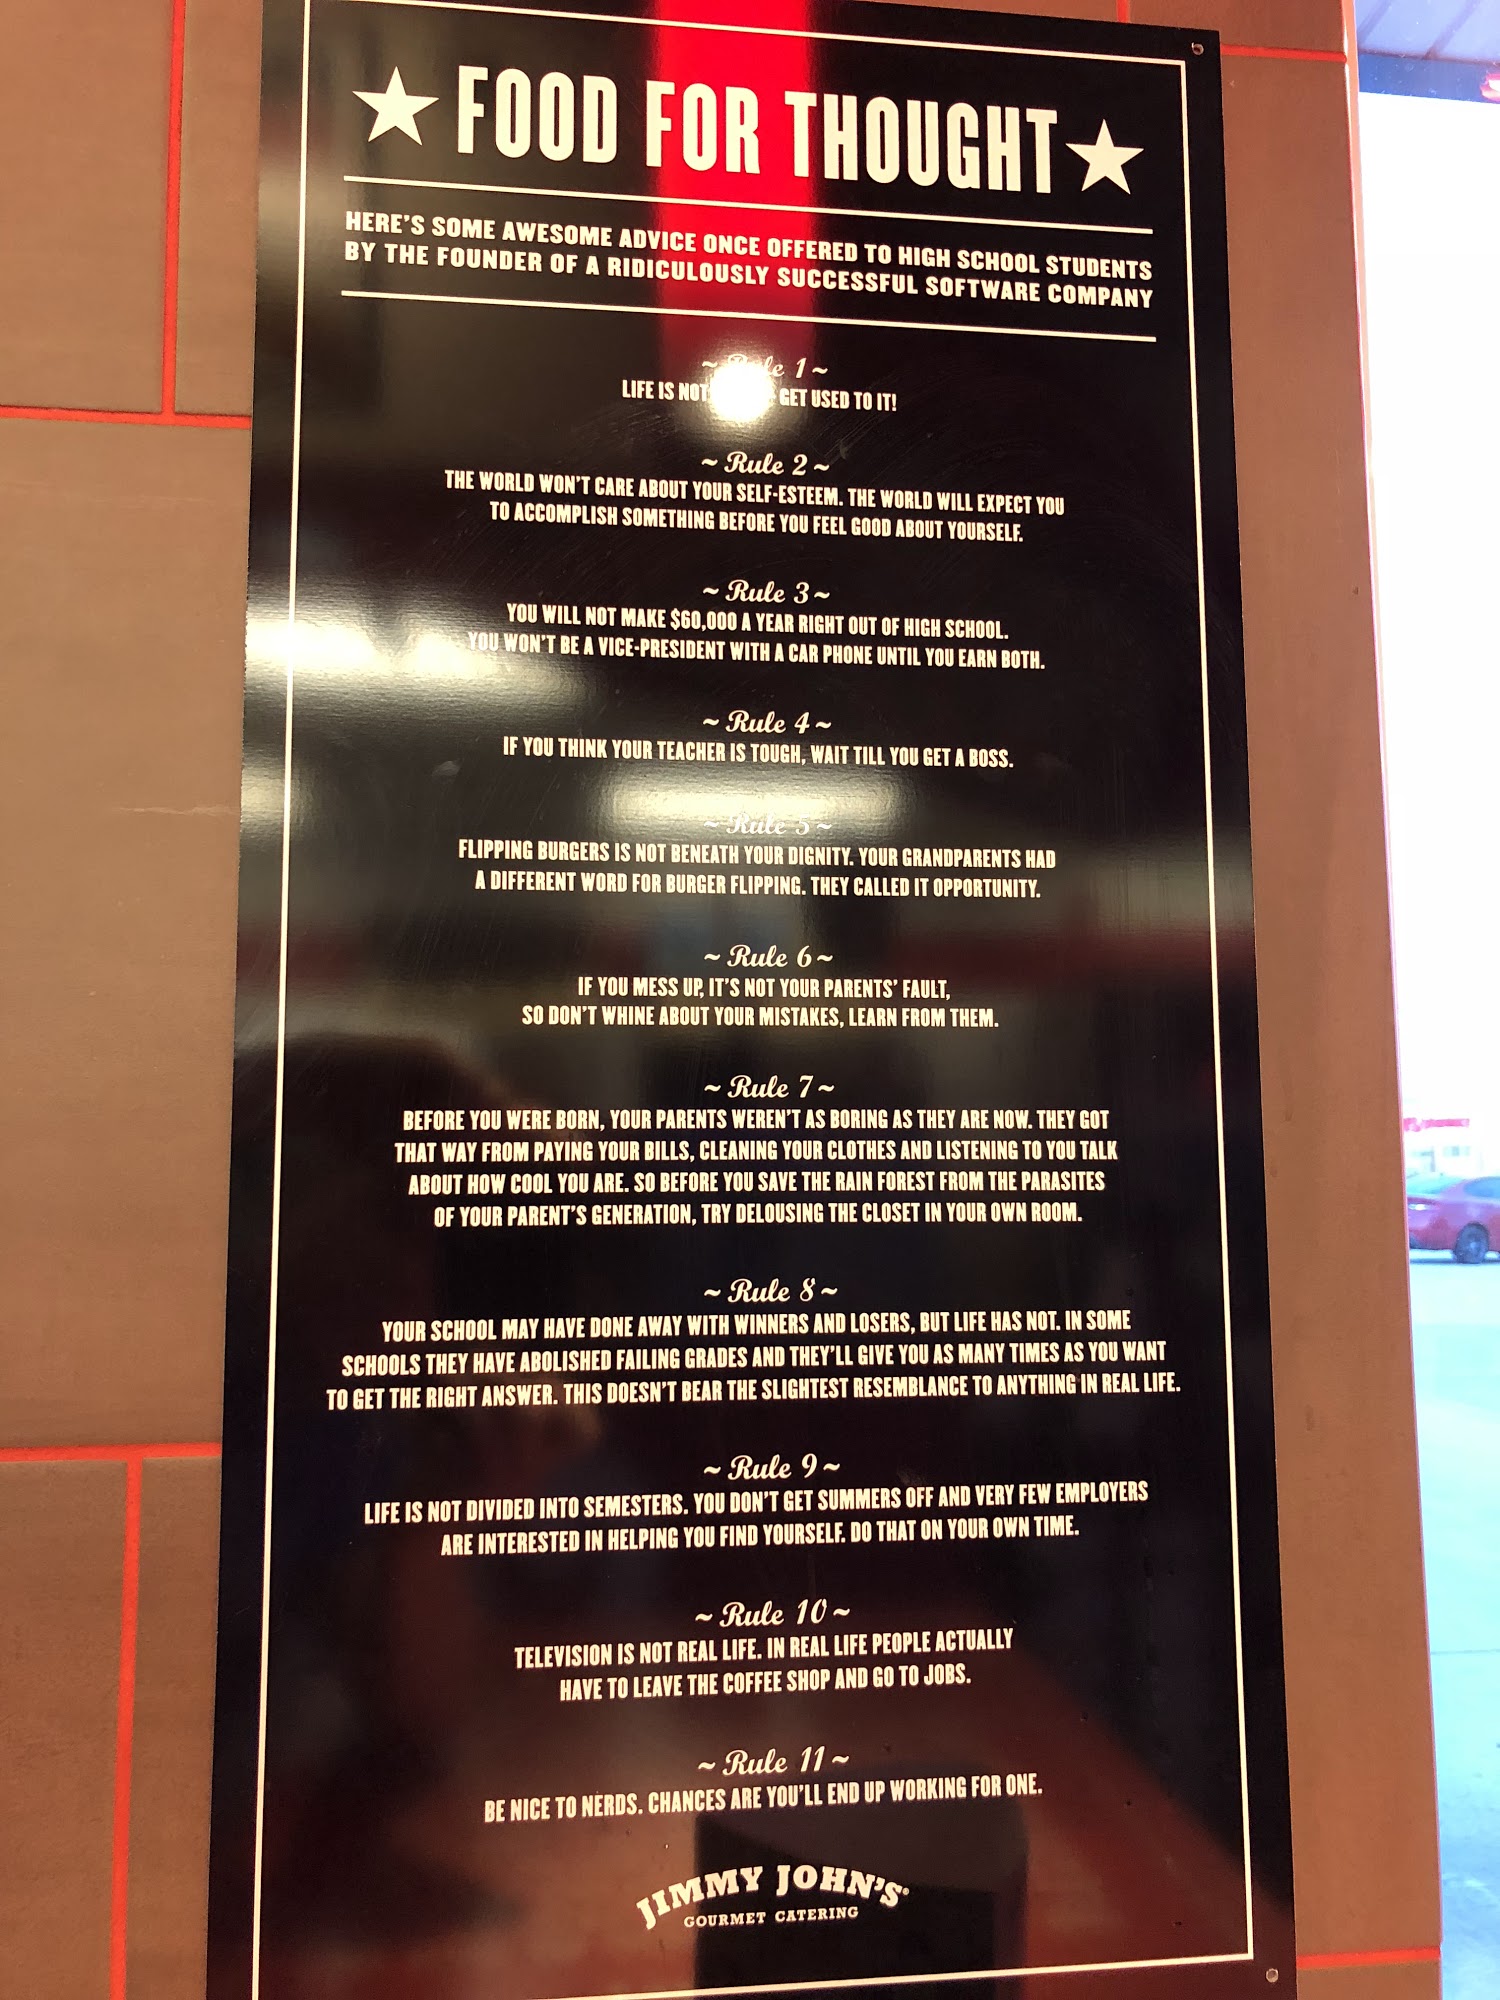 FOOD FOR THOUGHT
HERE'S SOME AWESOME ADVICE ONCE OFFERED TO HIGH SCHOOL STUDENTS
BY THE FOUNDER OF A RIDICULOUSLY SUCCESSFUL SOFTWARE COMPANY
~ Rule 1 ~
LIFE IS NOT GET USED TO IT!
~ Rule 2 ~
THE WORLD WON'T CARE ABOUT YOUR SELF-ESTEEM. THE WORLD WILL EXPECT YOU
TO ACCOMPLISH SOMETHING BEFORE YOU FEEL GOOD ABOUT YOURSELF.
~ Rule 3 ~
YOU WILL NOT MAKE $60,000 A YEAR RIGHT OUT OF HIGH SCHOOL.
YOU WON'T BE A VICE-PRESIDENT WITH A CAR PHONE UNTIL YOU EARN BOTH.
~ Rule 4 ~
IF YOU THINK YOUR TEACHER IS TOUGH, WAIT TILL YOU GET A BOSS.
~ Rule 5 ~
FLIPPING BURGERS IS NOT BENEATH YOUR DIGNITY. YOUR GRANDPARENTS HAD
A DIFFERENT WORD FOR BURGER FLIPPING. THEY CALLED IT OPPORTUNITY.
~ Rule 6 ~
IF YOU MESS UP, IT'S NOT YOUR PARENTS' FAULT,
SO DON'T WHINE ABOUT YOUR MISTAKES, LEARN FROM THEM.
~ Rule 7 ~
BEFORE YOU WERE BORN, YOUR PARENTS WEREN'T AS BORING AS THEY ARE NOW. THEY GOT
THAT WAY FROM PAYING YOUR BILLS, CLEANING YOUR CLOTHES AND LISTENING TO YOU TALK
ABOUT HOW COOL YOU ARE. SO BEFORE YOU SAVE THE RAIN FOREST FROM THE PARASITES
OF YOUR PARENT'S GENERATION, TRY DELOUSING THE CLOSET IN YOUR OWN ROOM.
~ Rule 8 ~
YOUR SCHOOL MAY HAVE DONE AWAY WITH WINNERS AND LOSERS, BUT LIFE HAS NOT. IN SOME
SCHOOLS THEY HAVE ABOLISHED FAILING GRADES AND THEY'LL GIVE YOU AS MANY TIMES AS YOU WANT
TO GET THE RIGHT ANSWER. THIS DOESN'T BEAR THE SLIGHTEST RESEMBLANCE TO ANYTHING IN REAL LIFE.
~ Rule 9 ~
LIFE IS NOT DIVIDED INTO SEMESTERS. YOU DON'T GET SUMMERS OFF AND VERY FEW EMPLOYERS
ARE INTERESTED IN HELPING YOU FIND YOURSELF. DO THAT ON YOUR OWN TIME.
~ Rule 10 ~
TELEVISION IS NOT REAL LIFE. IN REAL LIFE PEOPLE ACTUALLY
HAVE TO LEAVE THE COFFEE SHOP AND GO TO JOBS.
~ Rule 11 ~
BE NICE TO NERDS. CHANCES ARE YOU'LL END UP WORKING FOR ONE.
JIMMY JOHN'S®
GOURMET CATERING